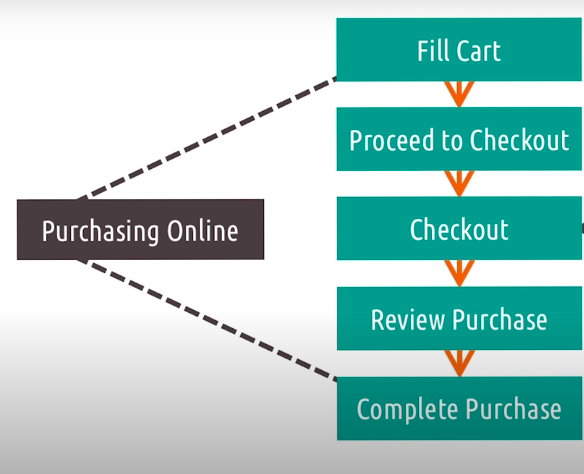 Fill Cart
Proceed to Checkout
Purchasing Online
Checkout
Review Purchase
Complete Purchase